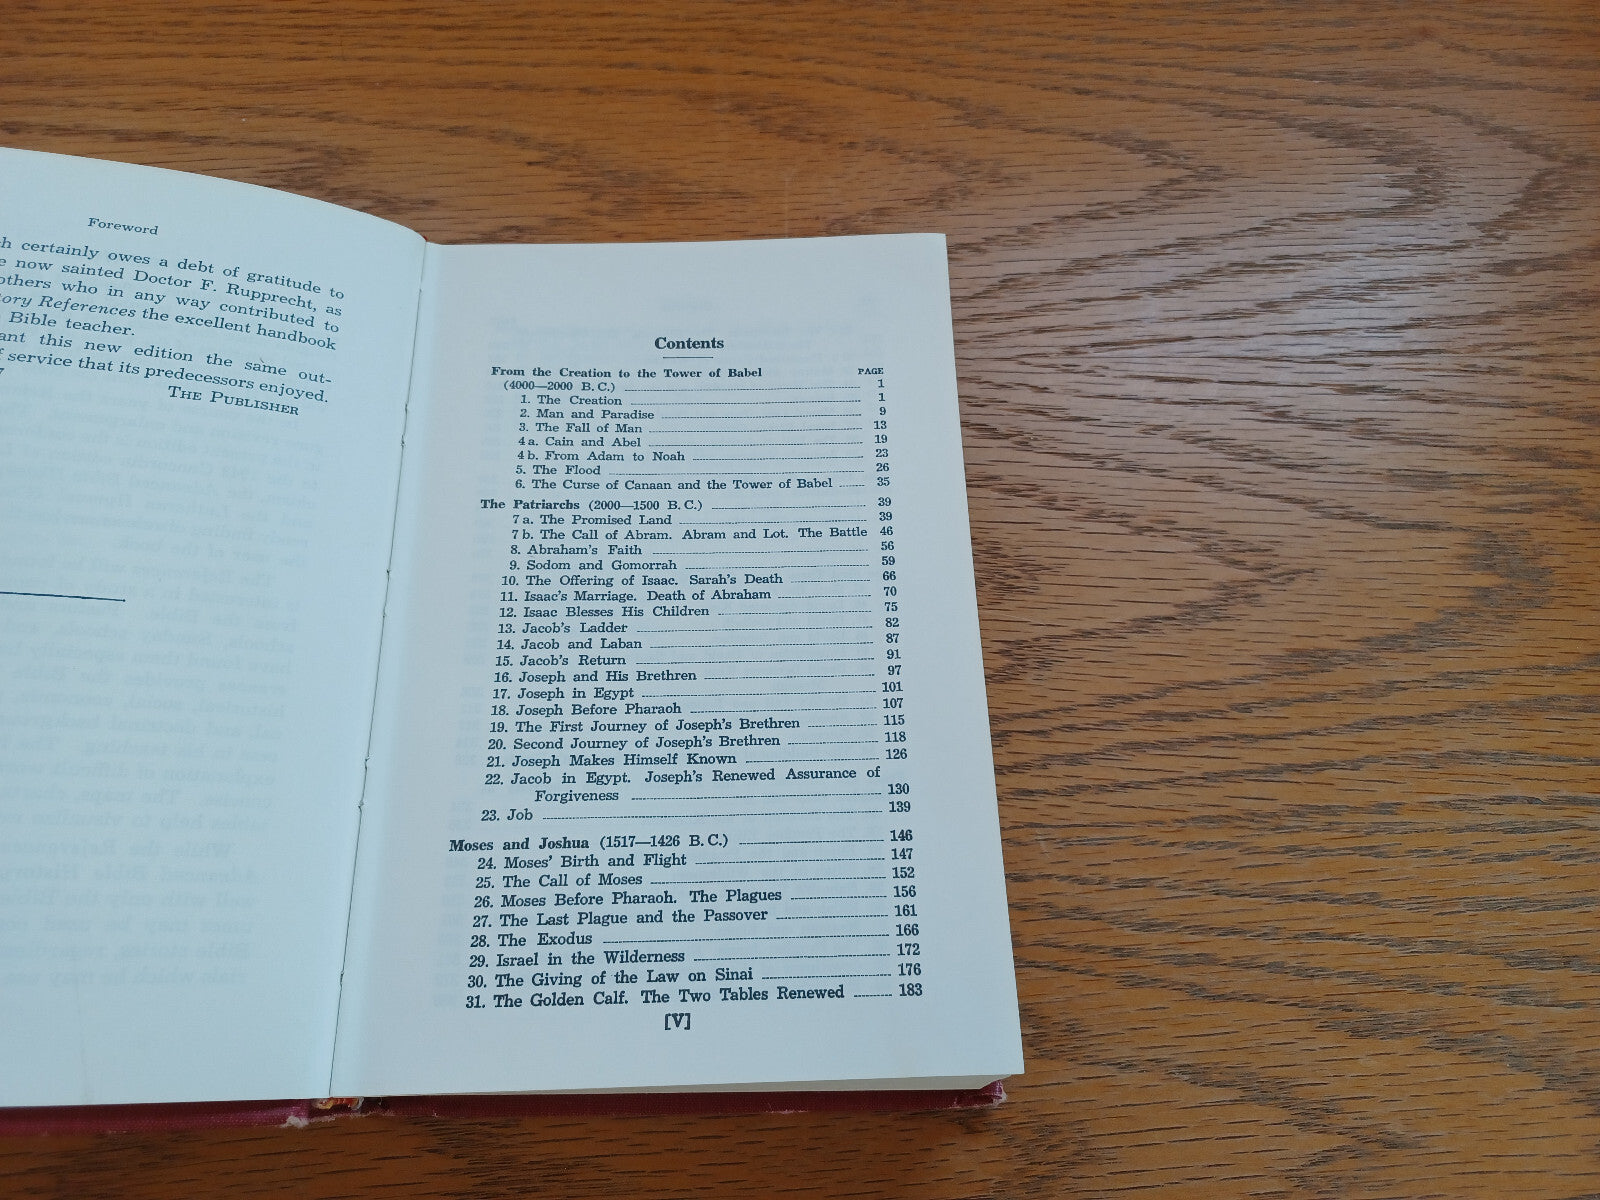 Foreword
certainly owes a debt of gratitude to
now sainted Doctor F. Rupprecht, as
others who in any way contributed to
References the excellent handbook
Bible teacher.
this new edition the same out-
service that its predecessors enjoyed.
THE PUBLISHER
Contents
From the Creation to the Tower of Babel PAGE
(4000—2000 B. C.) 1
1. The Creation 1
2. Man and Paradise 9
3. The Fall of Man 13
4 a. Cain and Abel 19
4 b. From Adam to Noah 23
5. The Flood 26
6. The Curse of Canaan and the Tower of Babel 35
The Patriarchs (2000—1500 B. C.) 39
7 a. The Promised Land 39
7 b. The Call of Abram. Abram and Lot. The Battle 46
8. Abraham's Faith 56
9. Sodom and Gomorrah 59
10. The Offering of Isaac. Sarah's Death 66
11. Isaac's Marriage. Death of Abraham 70
12. Isaac Blesses His Children 75
13. Jacob's Ladder 82
14. Jacob and Laban 87
15. Jacob's Return 91
16. Joseph and His Brethren 97
17. Joseph in Egypt 101
18. Joseph Before Pharaoh 107
19. The First Journey of Joseph's Brethren 115
20. Second Journey of Joseph's Brethren 118
21. Joseph Makes Himself Known 126
22. Jacob in Egypt. Joseph's Renewed Assurance of
Forgiveness 130
23. Job 139
Moses and Joshua (1517—1426 B. C.) 146
24. Moses' Birth and Flight 147
25. The Call of Moses 152
26. Moses Before Pharaoh. The Plagues 156
27. The Last Plague and the Passover 161
28. The Exodus 166
29. Israel in the Wilderness 172
30. The Giving of the Law on Sinai 176
31. The Golden Calf. The Two Tables Renewed 183
[V]